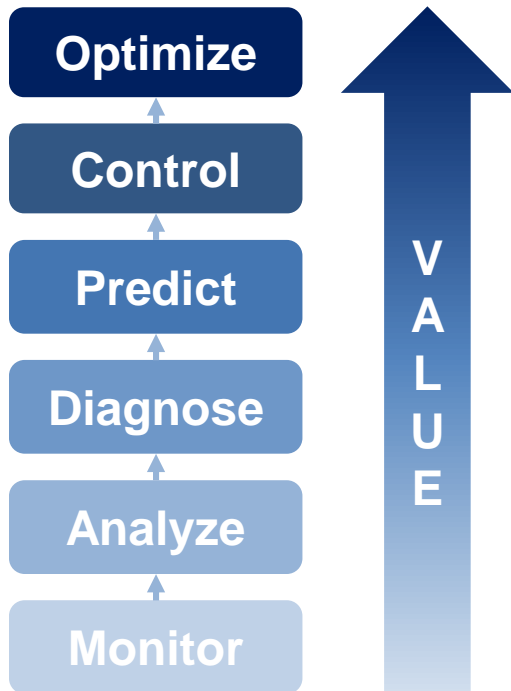 Optimize
Control
Predict
Diagnose
Analyze
Monitor
V
A
L
U
E